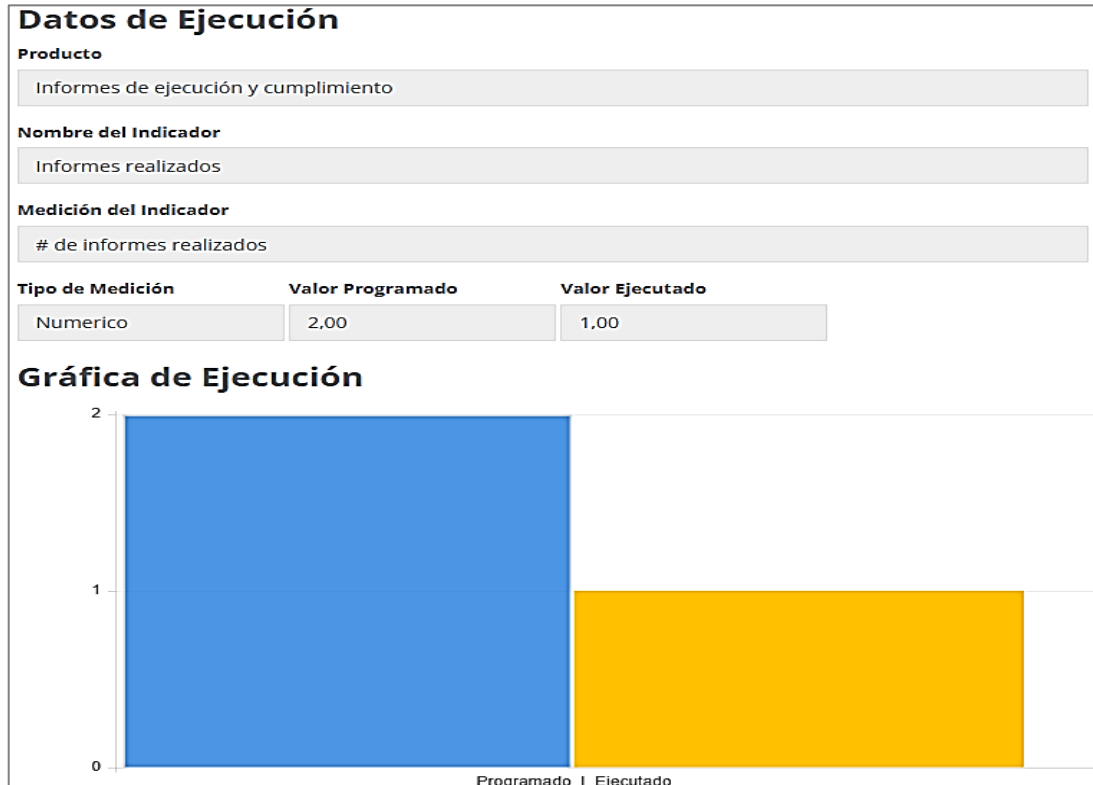 Datos de Ejecución
Producto
Informes de ejecución y cumplimiento
Nombre del Indicador
Informes realizados
Medición del Indicador
# de informes realizados
Tipo de Medición Valor Programado Valor Ejecutado
Numerico 2,00 1,00
Gráfica de Ejecución
2
1
0
Programado | Ejecutado